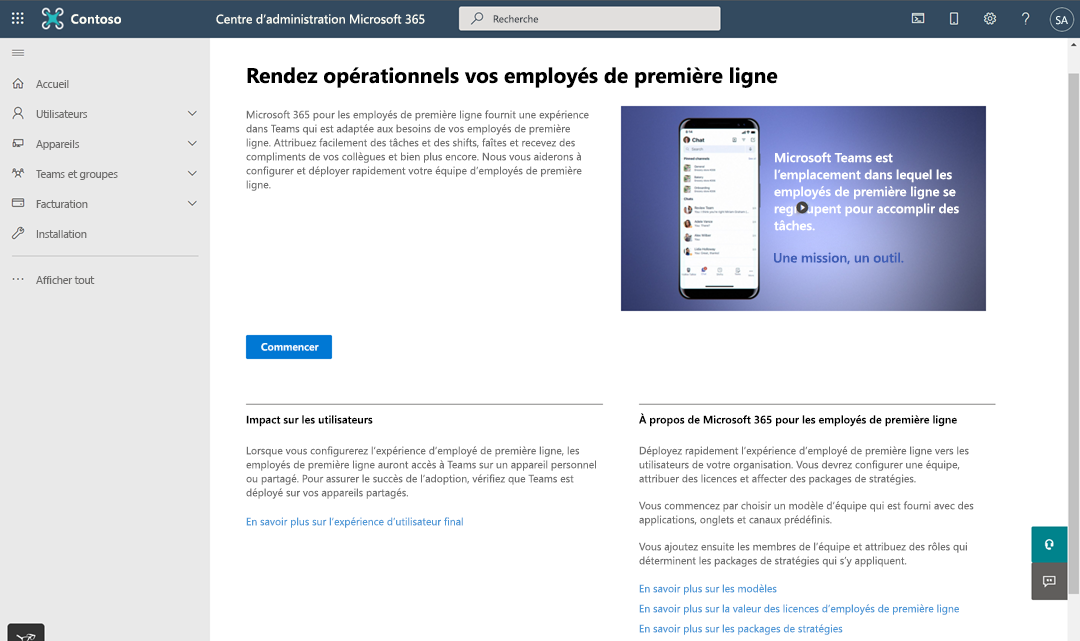 Contoso
Centre d'administration Microsoft 365
Recherche
?
SA
Accueil
Utilisateurs
Appareils
Teams et groupes
Facturation
Installation
Afficher tout
Rendez opérationnels vos employés de première ligne
Microsoft 365 pour les employés de première ligne fournit une expérience
dans Teams qui est adaptée aux besoins de vos employés de première
ligne. Attribuez facilement des tâches et des shifts, faîtes et recevez des
compliments de vos collègues et bien plus encore. Nous vous aiderons à
configurer et déployer rapidement votre équipe d'employés de première
ligne.
Chat
Search
Chats
Microsoft Teams est
l'emplacement dans lequel les
employés de première ligne se
regroupent pour accomplir des
tâches.
Une mission, un outil.
Commencer
Impact sur les utilisateurs
Lorsque vous configurerez l'expérience d'employé de première ligne, les
employés de première ligne auront accès à Teams sur un appareil personnel
ou partagé. Pour assurer le succès de l'adoption, vérifiez que Teams est
déployé sur vos appareils partagés.
En savoir plus sur l'expérience d'utilisateur final
À propos de Microsoft 365 pour les employés de première ligne
Déployez rapidement l'expérience d'employé de première ligne vers les
utilisateurs de votre organisation. Vous devrez configurer une équipe,
attribuer des licences et affecter des packages de stratégies.
Vous commencez par choisir un modèle d'équipe qui est fourni avec des
applications, onglets et canaux prédéfinis.
Vous ajoutez ensuite les membres de l'équipe et attribuez des rôles qui
déterminent les packages de stratégies qui s'y appliquent.
En savoir plus sur les modèles
En savoir plus sur la valeur des licences d'employés de première ligne
En savoir plus sur les packages de stratégies